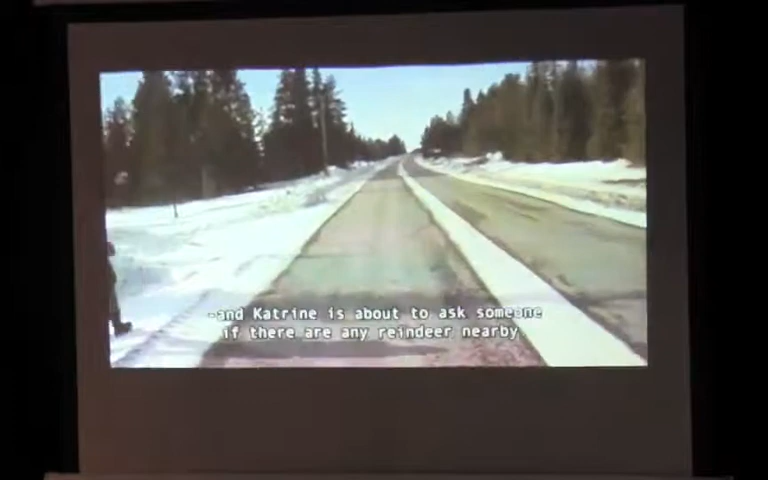 -and Katrine is about to ask someone
if there are any reindeer nearby